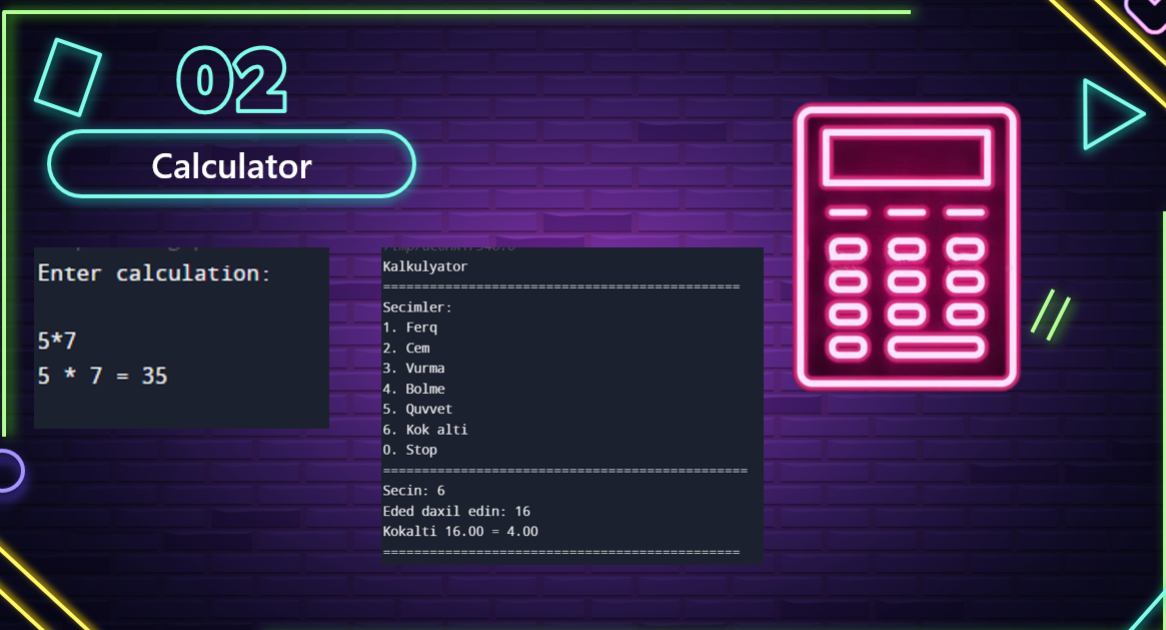 02
Calculator
Enter calculation:
5*7
5 * 7 = 35
Kalkulyator
==============================================
Secimler:
1. Ferq
2. Cem
3. Vurma
4. Bolme
5. Quvvet
6. Kok alti
0. Stop
===============================================
Secin: 6
Eded daxil edin: 16
Kokalti 16.00 = 4.00
==============================================